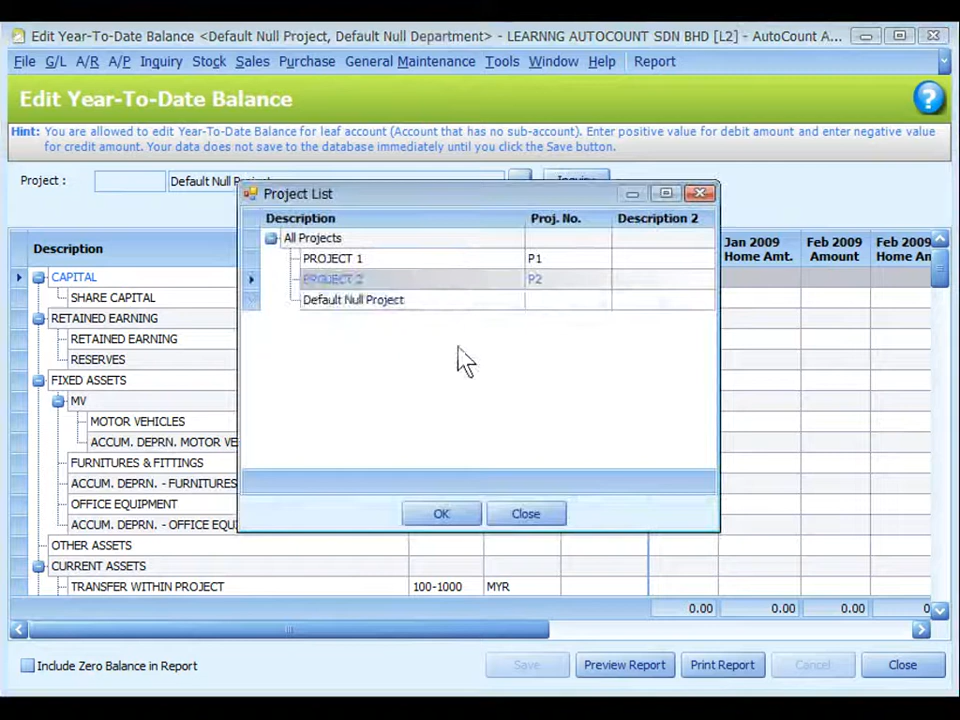 Edit Year-To-Date Balance <Default Null Project, Default Null Department> - LEARNNG AUTOCOUNT SDN BHD [L2] - AutoCount A...
File G/L A/R A/P Inquiry Stock Sales Purchase General Maintenance Tools Window Help Report
Edit Year-To-Date Balance
?
Hint: You are allowed to edit Year-To-Date Balance for leaf account (Account that has no sub-account). Enter positive value for debit amount and enter negative value
for credit amount. Your data does not save to the database immediately until you click the Save button.
Project : Default Null
Project List
Description Proj. No. Description 2
All Projects
PROJECT 1 P1
PROJECT 2 P2
Default Null Project
OK Close
Description Jan 2009 Home Amt. Feb 2009 Amount Feb 2009 Home An
CAPITAL
SHARE CAPITAL
RETAINED EARNING
RETAINED EARNING
RESERVES
FIXED ASSETS
MV
MOTOR VEHICLES
ACCUM. DEPRN. MOTOR VE
FURNITURES & FITTINGS
ACCUM. DEPRN. - FURNITURES
OFFICE EQUIPMENT
ACCUM. DEPRN. - OFFICE EQU
OTHER ASSETS
CURRENT ASSETS
TRANSFER WITHIN PROJECT 100-1000 MYR
0.00 0.00 0.00 0
Include Zero Balance in Report Save Preview Report Print Report Cancel Close